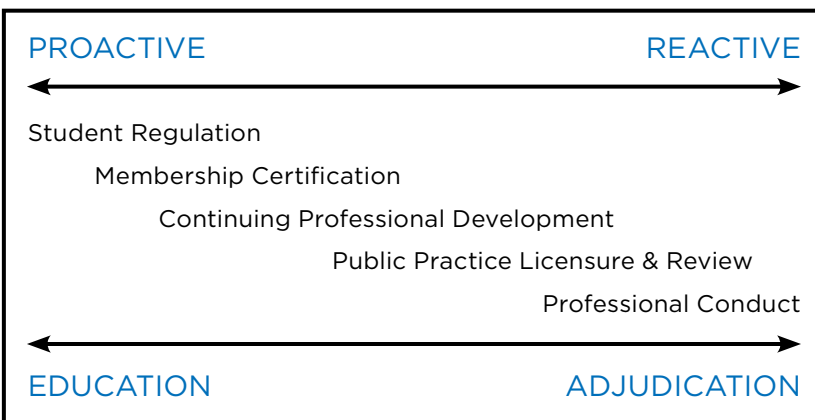 PROACTIVE REACTIVE
Student Regulation
Membership Certification
Continuing Professional Development
Public Practice Licensure & Review
Professional Conduct
EDUCATION ADJUDICATION